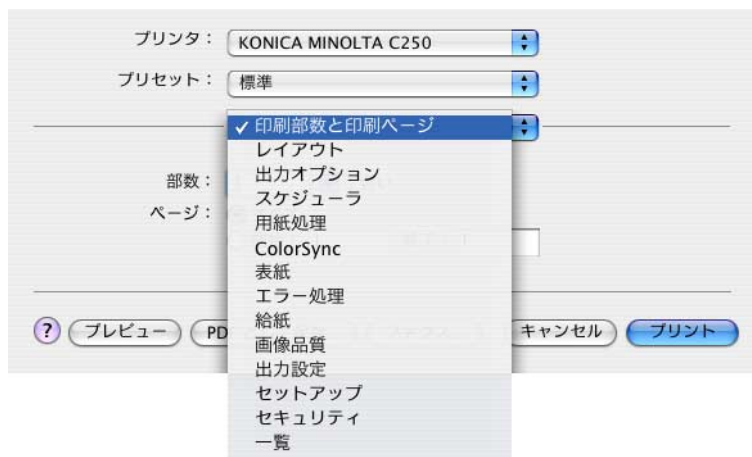 プリンタ： KONICA MINOLTA C250
プリセット： 標準
✓ 印刷部数と印刷ページ
レイアウト
出力オプション
スケジューラ
用紙処理
ColorSync
表紙
エラー処理
給紙
画像品質
出力設定
セットアップ
セキュリティ
一覧
部数：
ページ：
? プレビュー PD キャンセル プリント